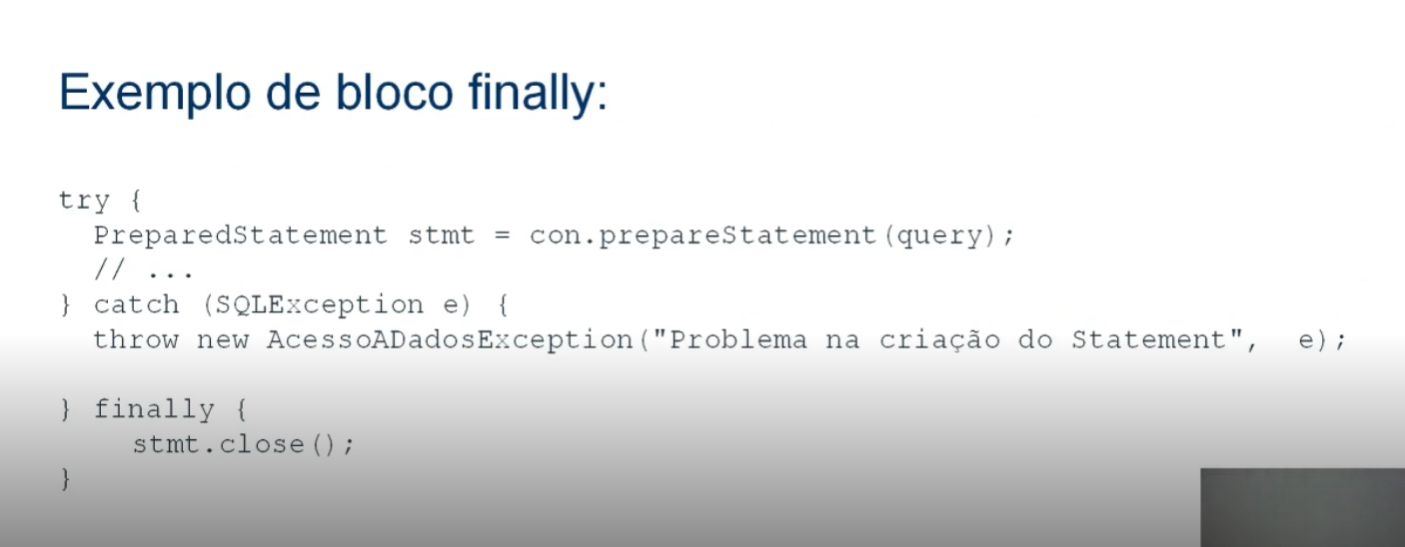 Exemplo de bloco finally:
try {
PreparedStatement stmt = con.prepareStatement(query);
// ...
} catch (SQLException e) {
throw new AcessoADadosException("Problema na criação do Statement", e);
} finally {
stmt.close();
}